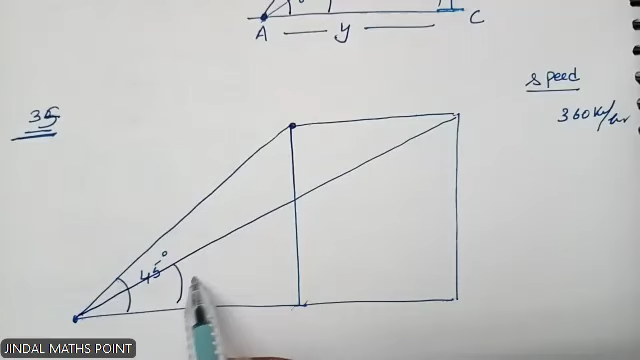 A — y — C
speed
35
360 km/hr
45°
JINDAL MATHS POINT